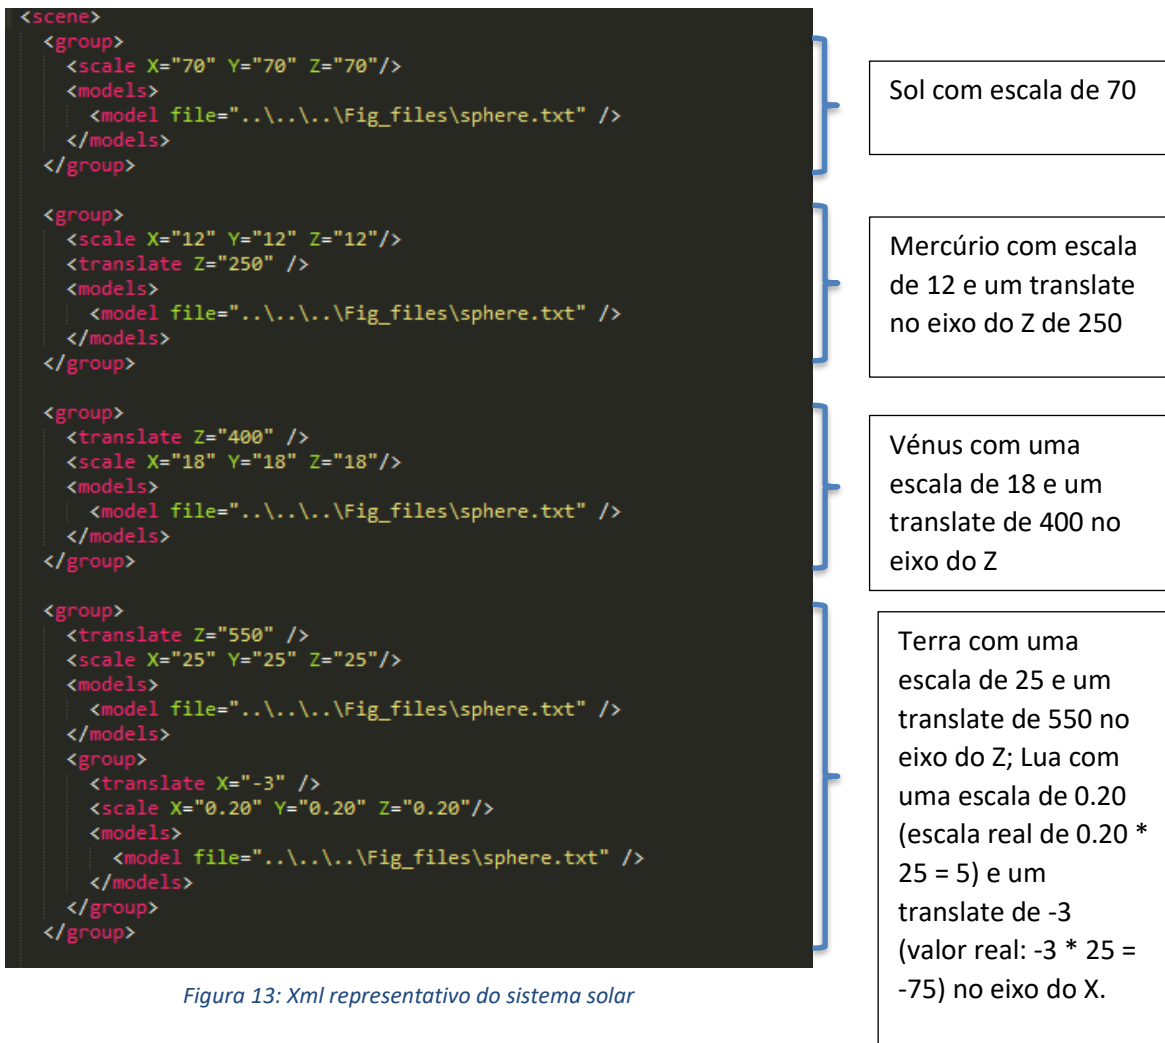 <scene>
<group>
<scale X="70" Y="70" Z="70"/>
<models>
<model file="..\..\..\Fig_files\sphere.txt" />
</models>
</group>
<group>
<scale X="12" Y="12" Z="12"/>
<translate Z="250" />
<models>
<model file="..\..\..\Fig_files\sphere.txt" />
</models>
</group>
<group>
<translate Z="400" />
<scale X="18" Y="18" Z="18"/>
<models>
<model file="..\..\..\Fig_files\sphere.txt" />
</models>
</group>
<group>
<translate Z="550" />
<scale X="25" Y="25" Z="25"/>
<models>
<model file="..\..\..\Fig_files\sphere.txt" />
</models>
<group>
<translate X="-3" />
<scale X="0.20" Y="0.20" Z="0.20"/>
<models>
<model file="..\..\..\Fig_files\sphere.txt" />
</models>
</group>
</group>
Sol com escala de 70
Mercúrio com escala
de 12 e um translate
no eixo do Z de 250
Vénus com uma
escala de 18 e um
translate de 400 no
eixo do Z
Terra com uma
escala de 25 e um
translate de 550 no
eixo do Z; Lua com
uma escala de 0.20
(escala real de 0.20 *
25 = 5) e um
translate de -3
(valor real: -3 * 25 =
-75) no eixo do X.
Figura 13: Xml representativo do sistema solar